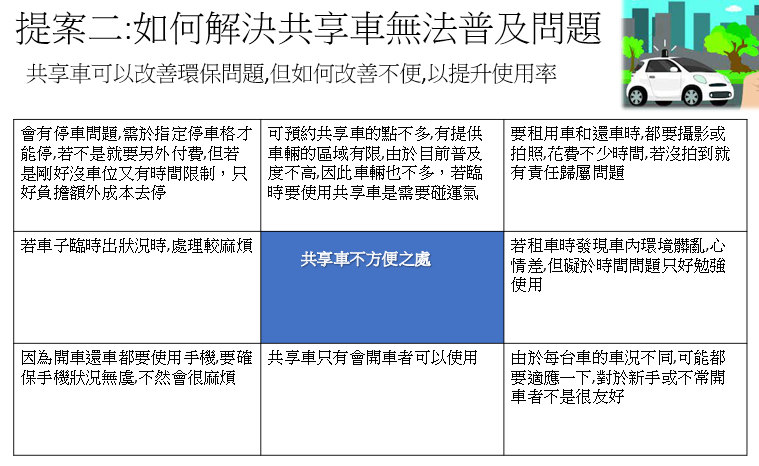 提案二:如何解決共享車無法普及問題
共享車可以改善環保問題,但如何改善不便,以提升使用率
會有停車問題,需於指定停車格才
能停,若不是就要另外付費,但若
是剛好沒車位又有時間限制，只
好負擔額外成本去停
可預約共享車的點不多,有提供
車輛的區域有限,由於目前普及
度不高,因此車輛也不多，若臨
時要使用共享車是需要碰運氣
要租用車和還車時,都要攝影或
拍照,花費不少時間,若沒拍到就
有責任歸屬問題
若車子臨時出狀況時,處理較麻煩
共享車不方便之處
若租車時發現車內環境髒亂,心
情差,但礙於時間問題只好勉強
使用
因為開車還車都要使用手機,要確
保手機狀況無虞,不然會很麻煩
共享車只有會開車者可以使用
由於每台車的車況不同,可能都
要適應一下,對於新手或不常開
車者不是很友好